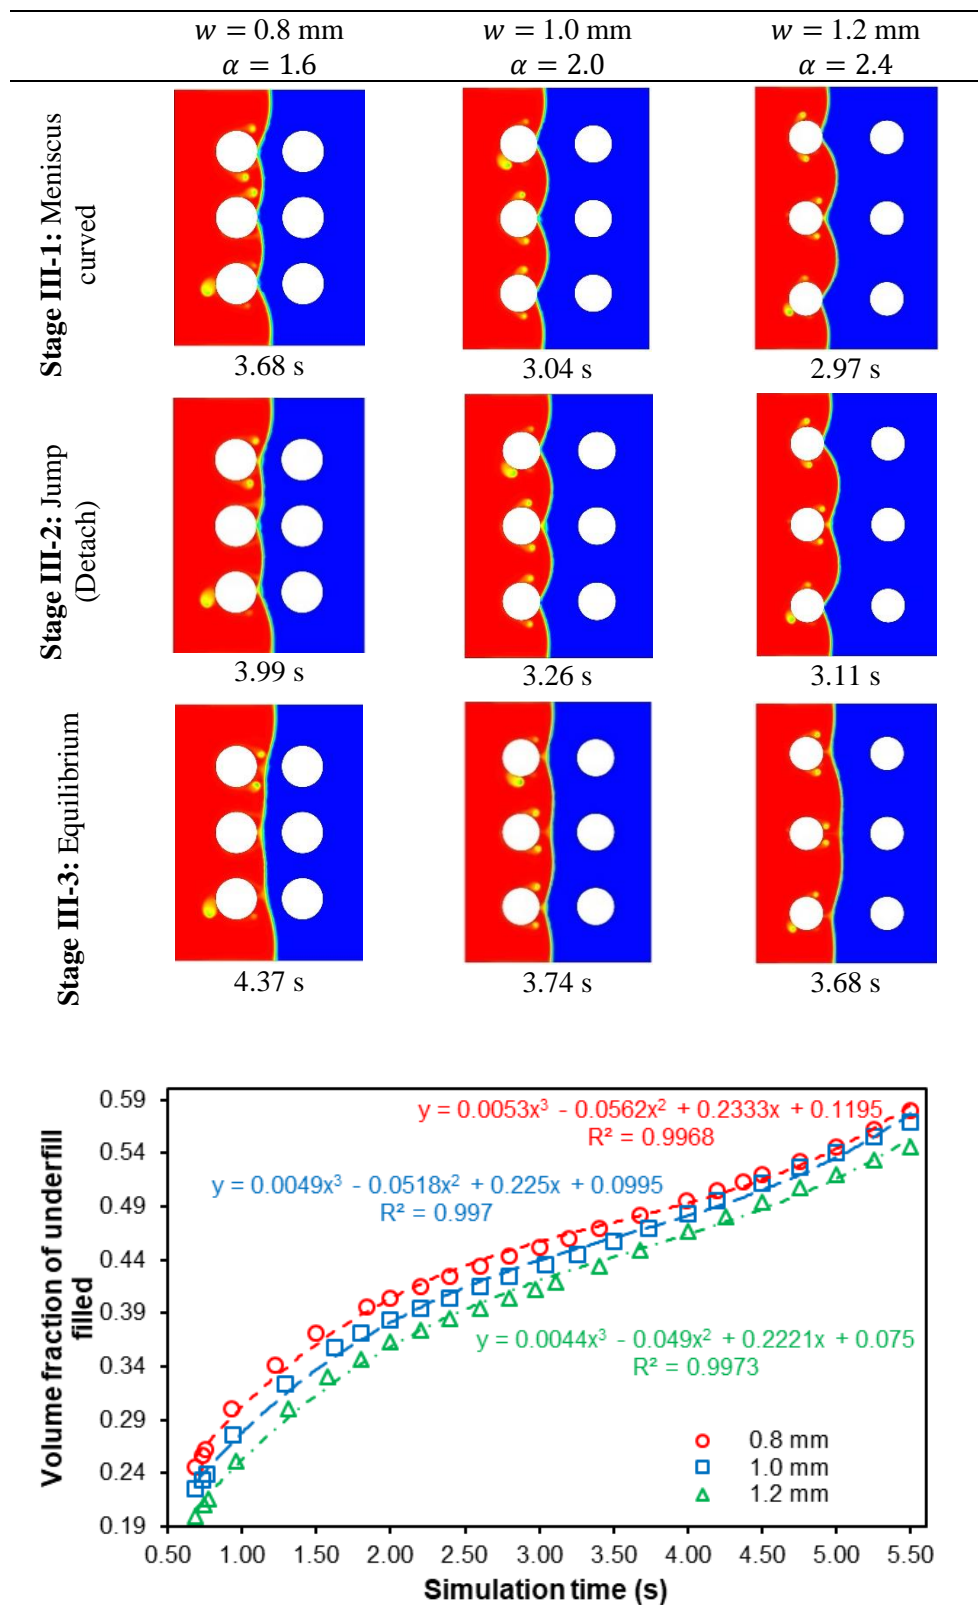 w = 0.8 mm
α = 1.6
w = 1.0 mm
α = 2.0
w = 1.2 mm
α = 2.4
Stage III-1: Meniscus
curved
3.68 s
3.04 s
2.97 s
Stage III-2: Jump
(Detach)
3.99 s
3.26 s
3.11 s
Stage III-3: Equilibrium
4.37 s
3.74 s
3.68 s
Volume fraction of underfill
filled
0.59
0.54
0.49
0.44
0.39
0.34
0.29
0.24
0.19
y = 0.0053x³ - 0.0562x² + 0.2333x + 0.1195
R² = 0.9968
y = 0.0049x³ - 0.0518x² + 0.225x + 0.0995
R² = 0.997
y = 0.0044x³ - 0.049x² + 0.2221x + 0.075
R² = 0.9973
0.8 mm
1.0 mm
1.2 mm
0.50 1.00 1.50 2.00 2.50 3.00 3.50 4.00 4.50 5.00 5.50
Simulation time (s)